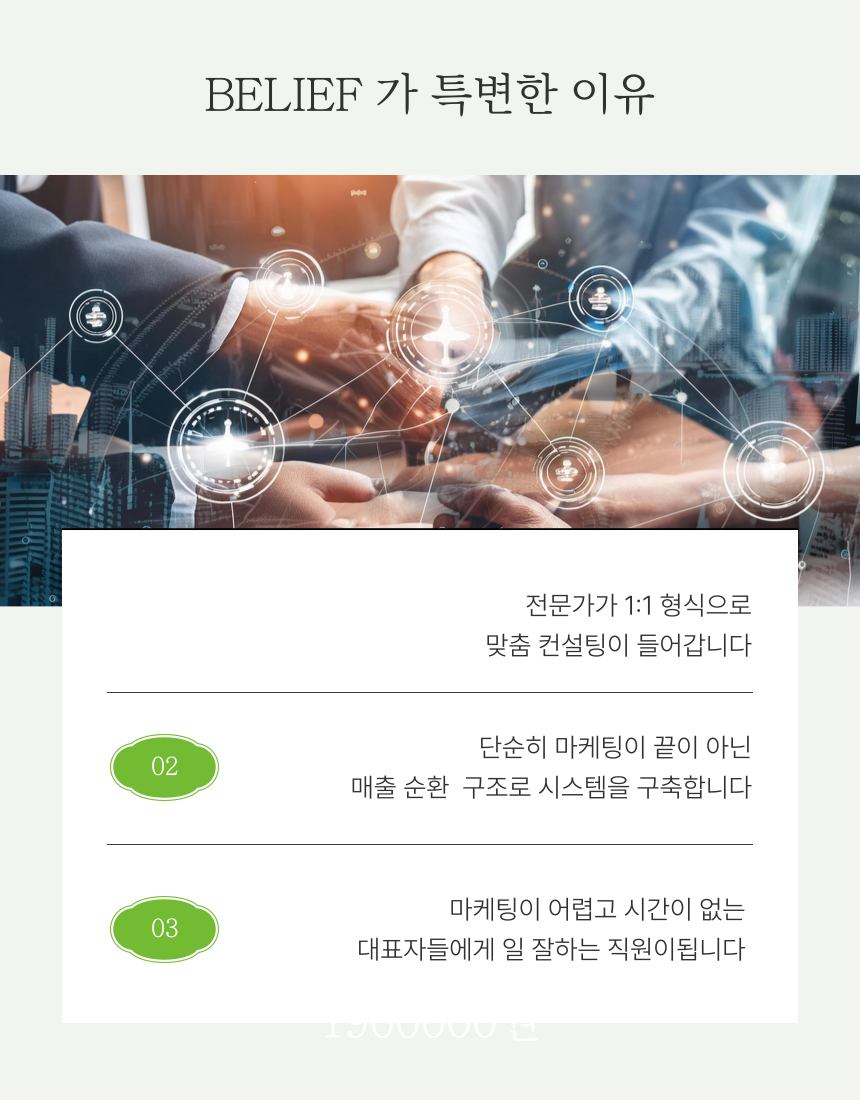 BELIEF 가 특변한 이유
전문가가 1:1 형식으로
맞춤 컨설팅이 들어갑니다
02
단순히 마케팅이 끝이 아닌
매출 순환 구조로 시스템을 구축합니다
03
마케팅이 어렵고 시간이 없는
대표자들에게 일 잘하는 직원이됩니다
1900000 원